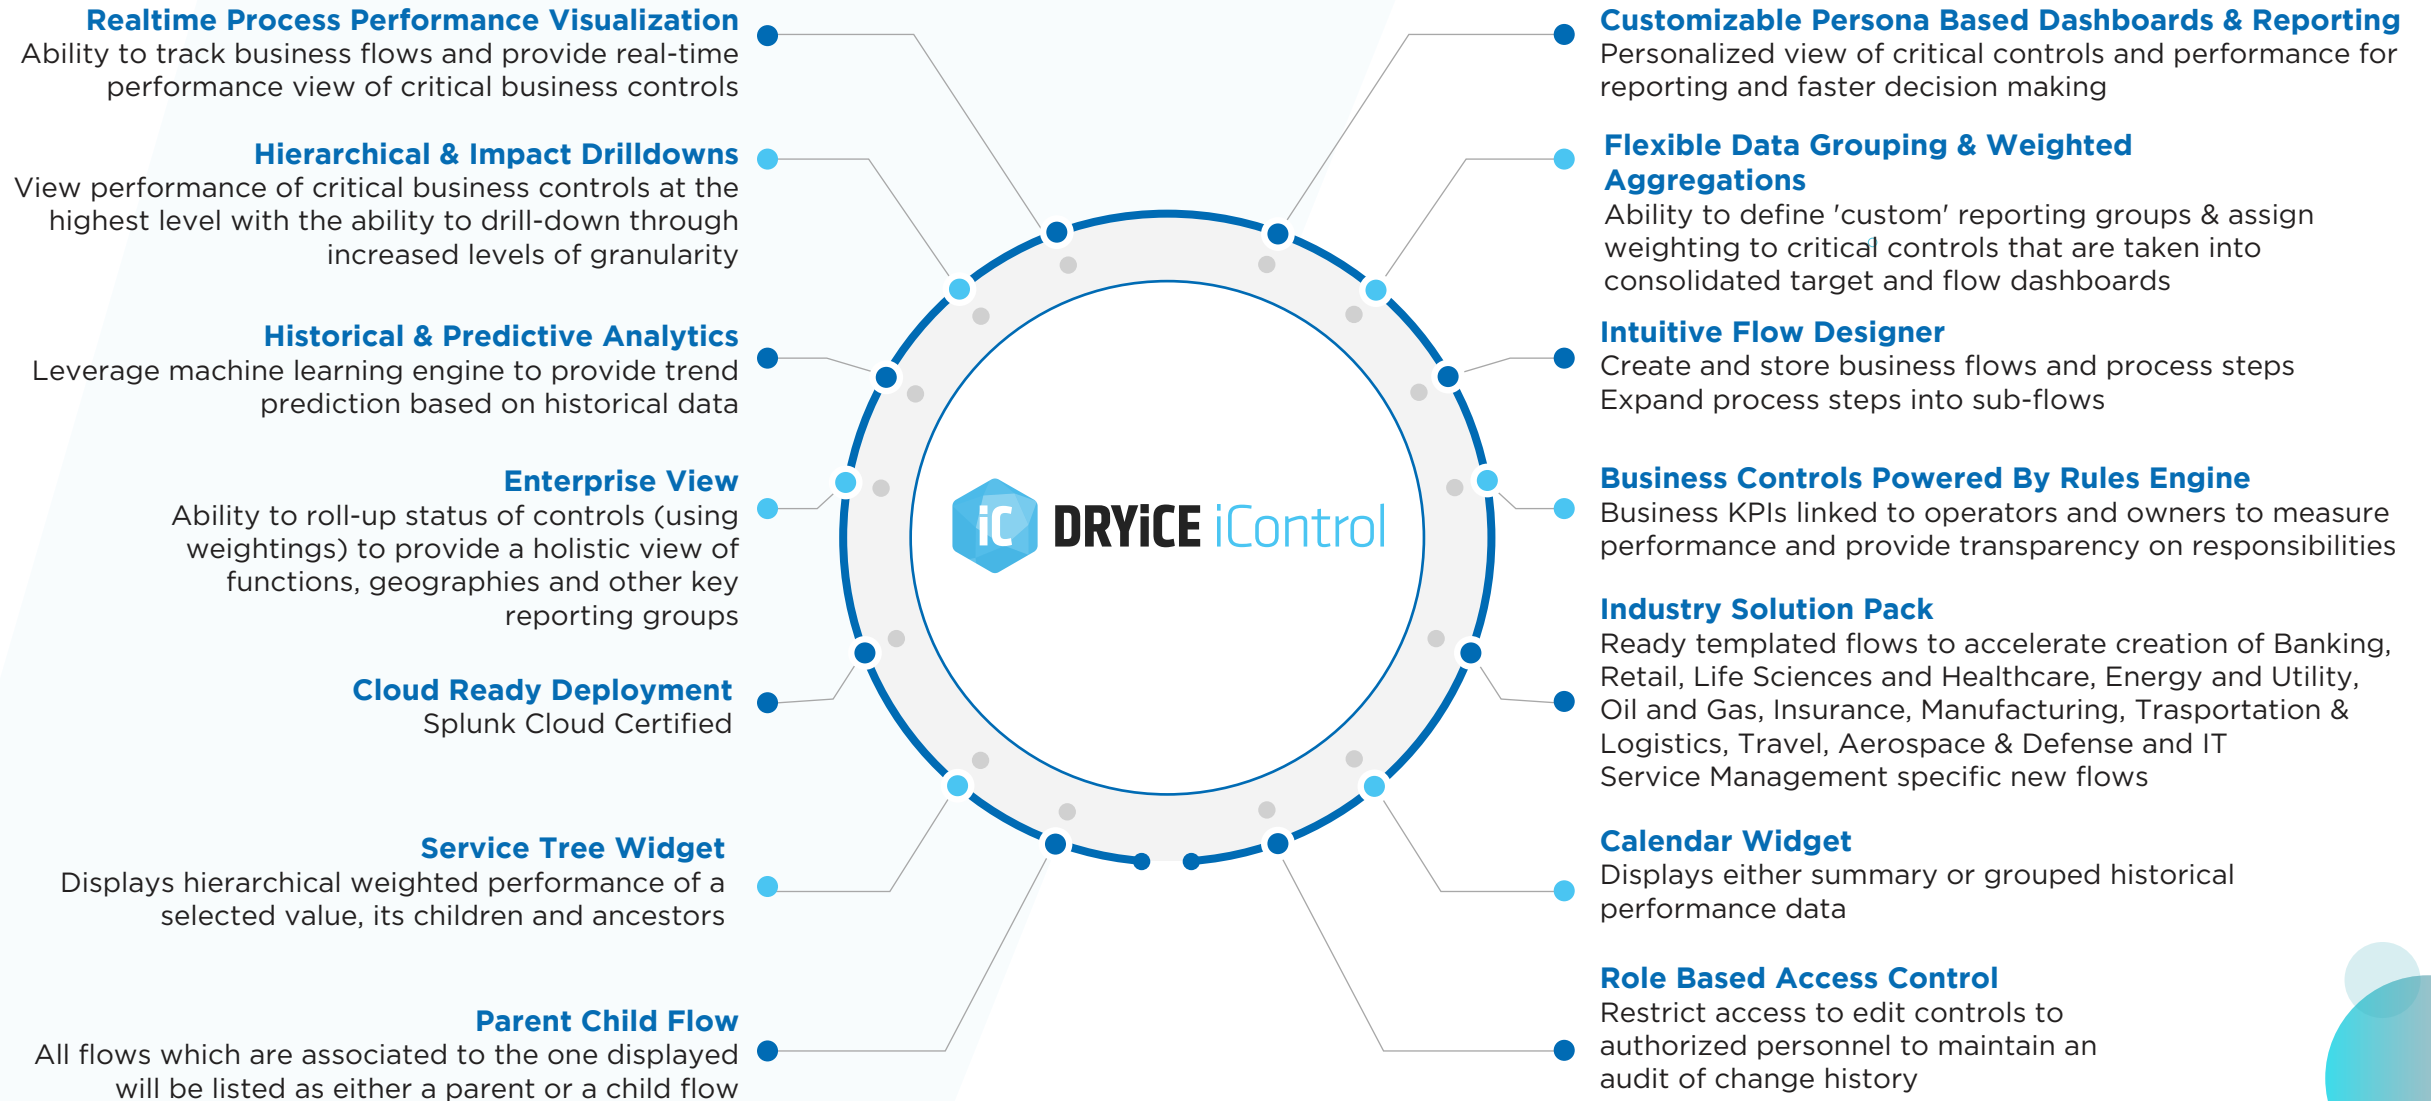 Realtime Process Performance Visualization
Ability to track business flows and provide real-time
performance view of critical business controls
Hierarchical & Impact Drilldowns
View performance of critical business controls at the
highest level with the ability to drill-down through
increased levels of granularity
Historical & Predictive Analytics
Leverage machine learning engine to provide trend
prediction based on historical data
Enterprise View
Ability to roll-up status of controls (using
weightings) to provide a holistic view of
functions, geographies and other key
reporting groups
Cloud Ready Deployment
Splunk Cloud Certified
Service Tree Widget
Displays hierarchical weighted performance of a
selected value, its children and ancestors
Parent Child Flow
All flows which are associated to the one displayed
will be listed as either a parent or a child flow
iC DRYiCE iControl
Customizable Persona Based Dashboards & Reporting
Personalized view of critical controls and performance for
reporting and faster decision making
Flexible Data Grouping & Weighted
Aggregations
Ability to define 'custom' reporting groups & assign
weighting to critical controls that are taken into
consolidated target and flow dashboards
Intuitive Flow Designer
Create and store business flows and process steps
Expand process steps into sub-flows
Business Controls Powered By Rules Engine
Business KPIs linked to operators and owners to measure
performance and provide transparency on responsibilities
Industry Solution Pack
Ready templated flows to accelerate creation of Banking,
Retail, Life Sciences and Healthcare, Energy and Utility,
Oil and Gas, Insurance, Manufacturing, Trasportation &
Logistics, Travel, Aerospace & Defense and IT
Service Management specific new flows
Calendar Widget
Displays either summary or grouped historical
performance data
Role Based Access Control
Restrict access to edit controls to
authorized personnel to maintain an
audit of change history